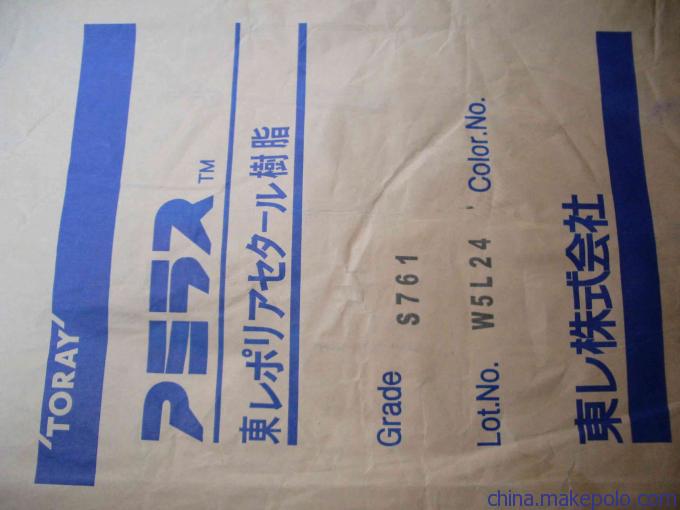 TORAY
アミラス™
東レポリアセタール樹脂
Grade S761
Lot.No. W5L24 Color.No.
東レ株式会社
china.makepolo.com